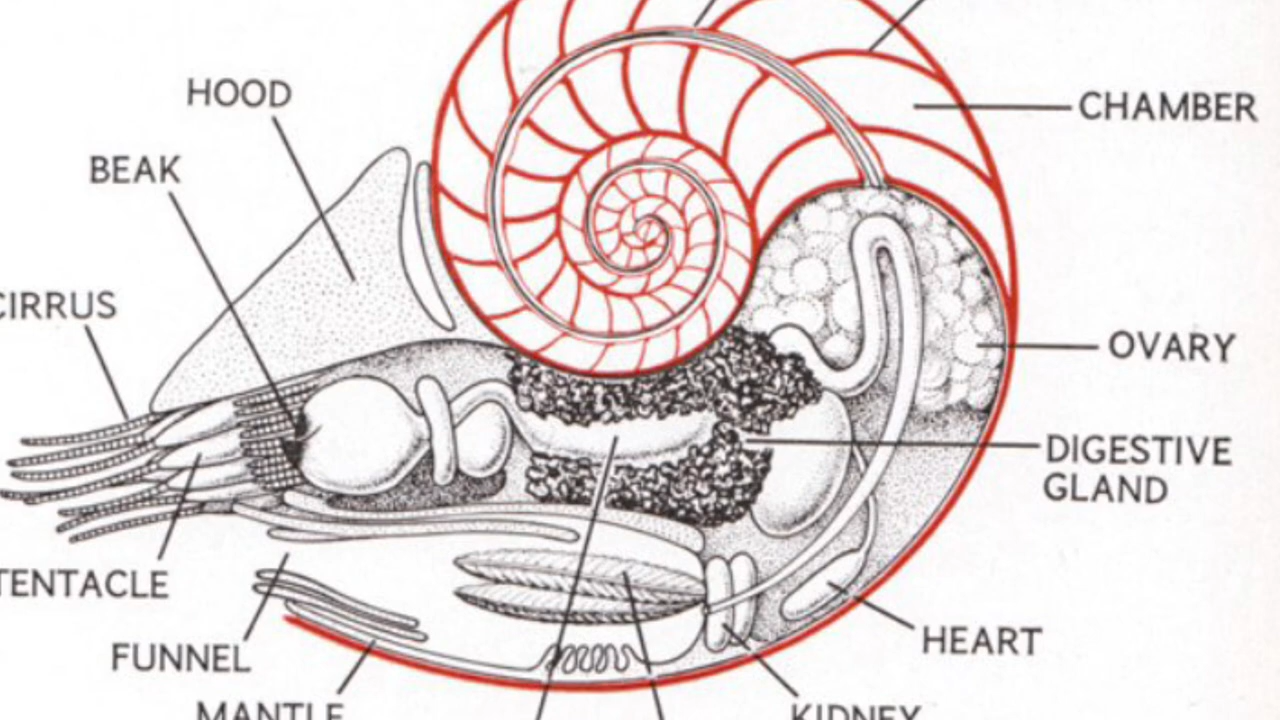 HOOD
CHAMBER
BEAK
CIRRUS
OVARY
DIGESTIVE
GLAND
TENTACLE
FUNNEL
HEART
MANTLE
KIDNEY